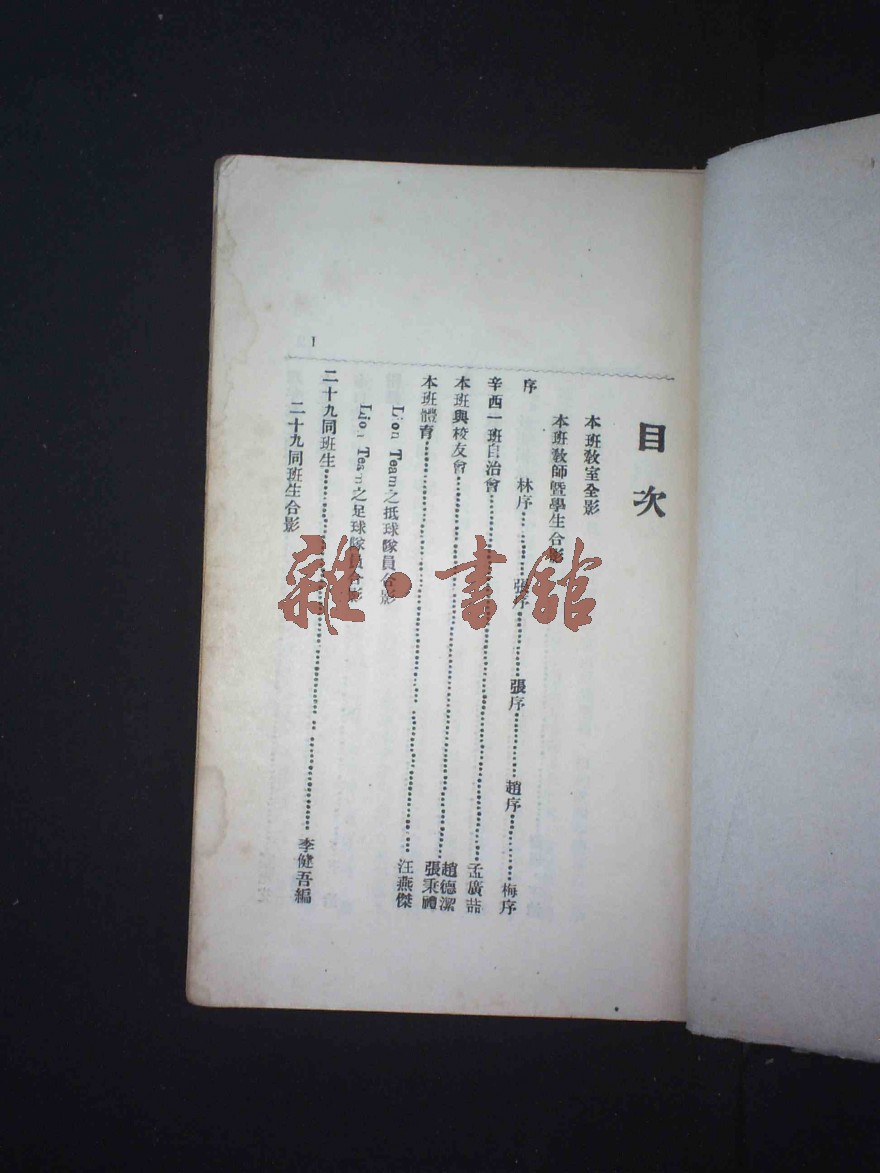 目次
本班教室全影
本班教師暨學生合影
序 林序……張序……張序……趙序……梅序
辛酉一班自治會……孟廣喆
本班與校友會……趙德潔 張秉禮
本班體育……汪燕傑
Lion Team之抵球隊員合影
Lion Team之足球隊員合影
二十九同班生……李健吾編
二十九同班生合影
1
雜·書館